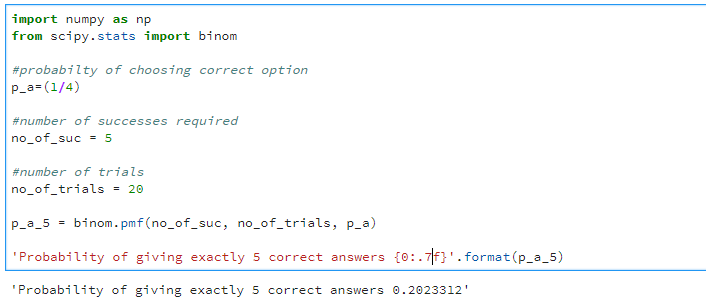 import numpy as np
from scipy.stats import binom
#probabilty of choosing correct option
p_a=(1/4)
#number of successes required
no_of_suc = 5
#number of trials
no_of_trials = 20
p_a_5 = binom.pmf(no_of_suc, no_of_trials, p_a)
'Probability of giving exactly 5 correct answers {0:.7f}'.format(p_a_5)
'Probability of giving exactly 5 correct answers 0.2023312'